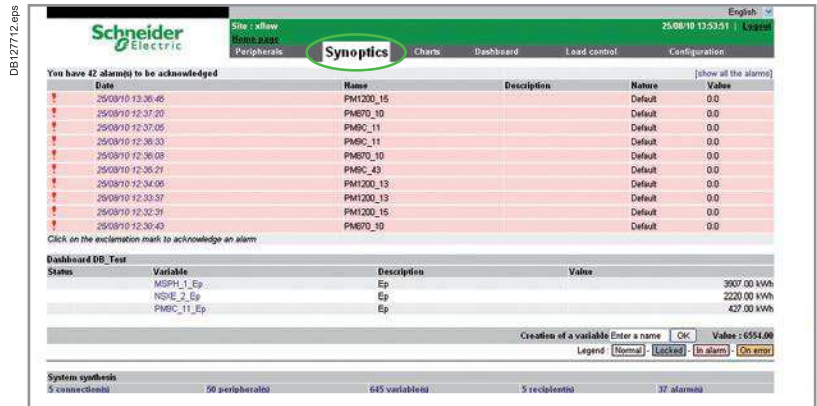 DB127712.eps
English
Schneider
Electric
Site : xflow
25/08/10 13:53:51 | Logout
Home page
Peripherals Synoptics Charts Dashboard Load control Configuration
You have 42 alarm(s) to be acknowledged [show all the alarms]
Date Name Description Nature Value
! 25/08/10 13:36:46 PM1200_15 Default 0.0
! 25/08/10 12:37:20 PM870_10 Default 0.0
! 25/08/10 12:37:05 PM9C_11 Default 0.0
! 25/08/10 12:36:33 PM9C_11 Default 0.0
! 25/08/10 12:36:08 PM870_10 Default 0.0
! 25/08/10 12:35:21 PM9C_43 Default 0.0
! 25/08/10 12:34:06 PM1200_13 Default 0.0
! 25/08/10 12:33:37 PM1200_13 Default 0.0
! 25/08/10 12:32:31 PM1200_15 Default 0.0
! 25/08/10 12:30:43 PM870_10 Default 0.0
Click on the exclamation mark to acknowledge an alarm
Dashboard DB_Test
Status Variable Description Value
MSPH_1_Ep Ep 3907.00 kWh
NSXE_2_Ep Ep 2220.00 kWh
PM9C_11_Ep Ep 427.00 kWh
Creation of a variable Enter a name OK Value : 6554.00
Legend : Normal - Locked - In alarm - On error
System synthesis
5 connection(s) 50 peripheral(s) 645 variable(s) 5 recipient(s) 37 alarm(s)